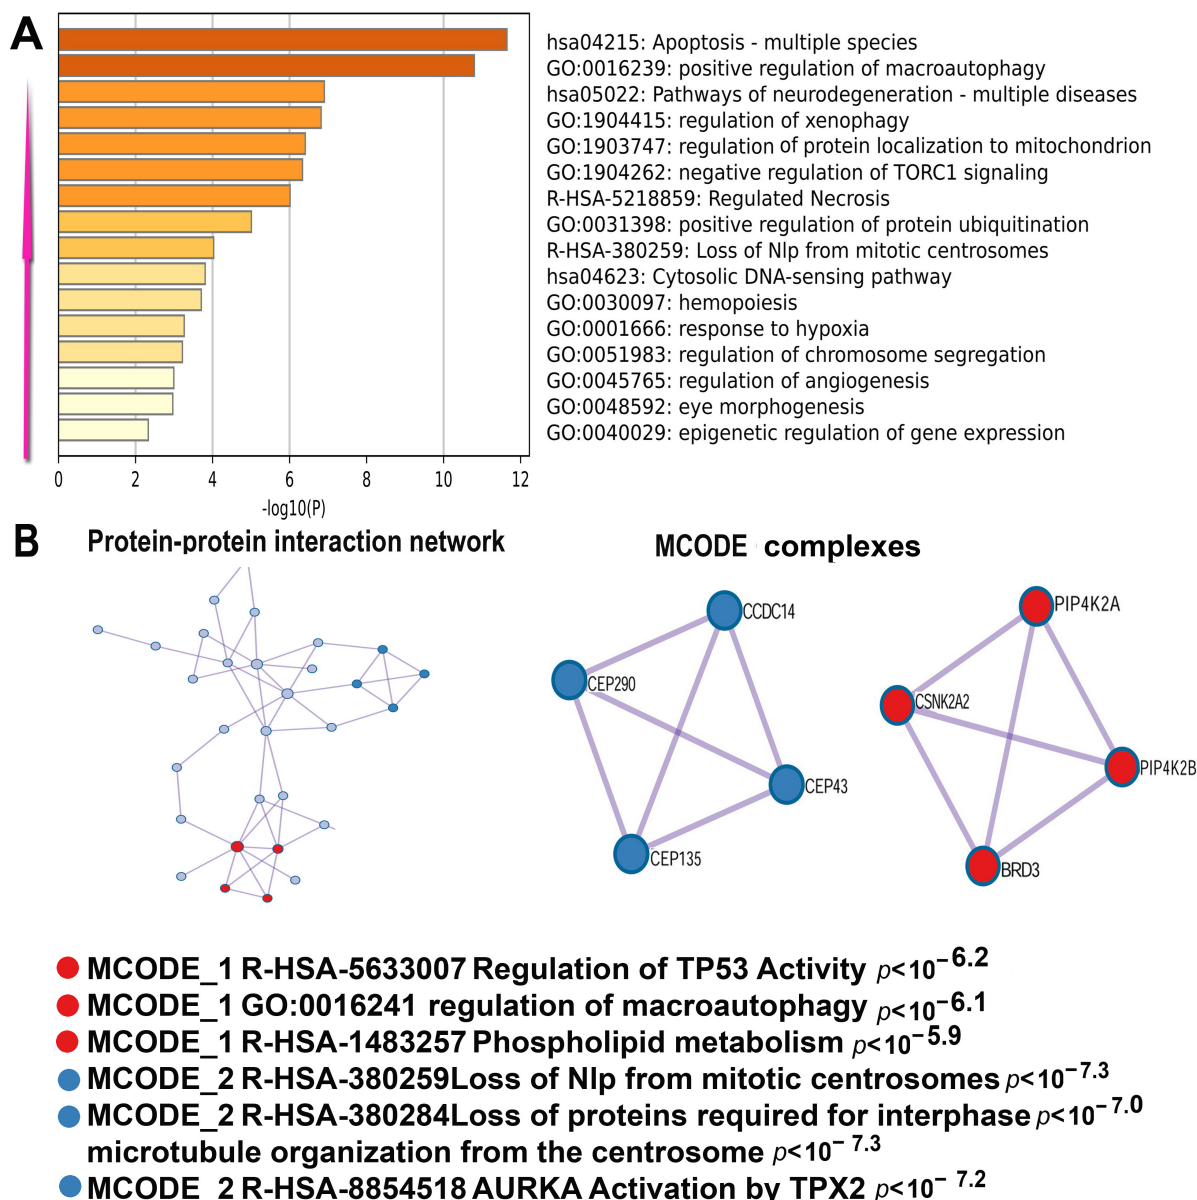 A
hsa04215: Apoptosis - multiple species
GO:0016239: positive regulation of macroautophagy
hsa05022: Pathways of neurodegeneration - multiple diseases
GO:1904415: regulation of xenophagy
GO:1903747: regulation of protein localization to mitochondrion
GO:1904262: negative regulation of TORC1 signaling
R-HSA-5218859: Regulated Necrosis
GO:0031398: positive regulation of protein ubiquitination
R-HSA-380259: Loss of Nlp from mitotic centrosomes
hsa04623: Cytosolic DNA-sensing pathway
GO:0030097: hemopoiesis
GO:0001666: response to hypoxia
GO:0051983: regulation of chromosome segregation
GO:0045765: regulation of angiogenesis
GO:0048592: eye morphogenesis
GO:0040029: epigenetic regulation of gene expression
0 2 4 6 8 10 12
-log10(P)
B
Protein-protein interaction network
MCODE complexes
CCDC14
CEP290
CEP43
CEP135
PIP4K2A
CSNK2A2
PIP4K2B
BRD3
MCODE_1 R-HSA-5633007 Regulation of TP53 Activity p<10−6.2
MCODE_1 GO:0016241 regulation of macroautophagy p<10−6.1
MCODE_1 R-HSA-1483257 Phospholipid metabolism p<10−5.9
MCODE_2 R-HSA-380259Loss of Nlp from mitotic centrosomes p<10−7.3
MCODE_2 R-HSA-380284Loss of proteins required for interphase p<10−7.0
microtubule organization from the centrosome p<10− 7.3
MCODE_2 R-HSA-8854518 AURKA Activation by TPX2 p<10− 7.2